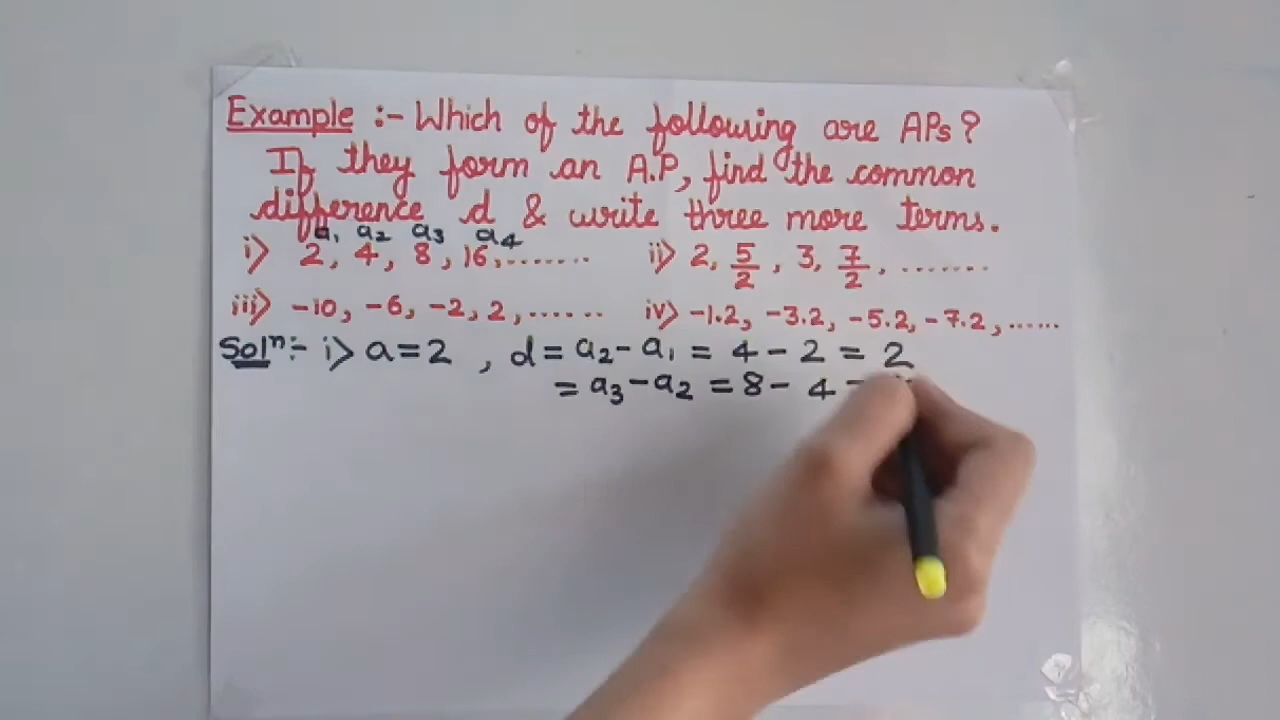 Example :- Which of the following are APs?
If they form an A.P, find the common
difference d & write three more terms.
a₁ a₂ a₃ a₄
i) 2, 4, 8, 16,....... ii) 2, 5/2, 3, 7/2, .......
iii) -10, -6, -2, 2, ...... iv) -1.2, -3.2, -5.2, -7.2, ......
Solⁿ:- i) a=2 , d = a₂ - a₁ = 4 - 2 = 2
= a₃ - a₂ = 8 - 4 =